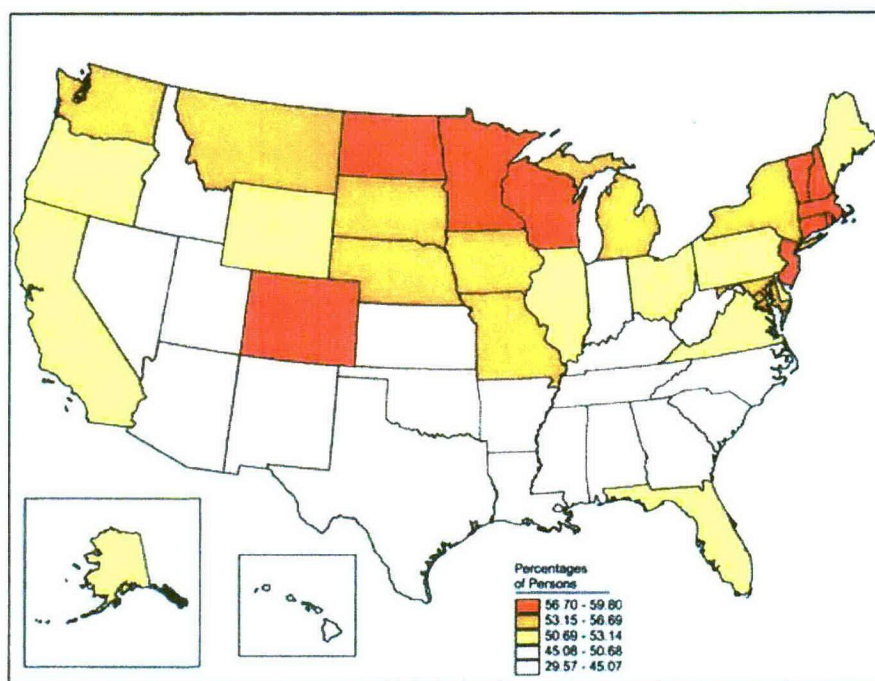 Percentages
of Persons
56.70 - 59.80
53.15 - 56.69
50.69 - 53.14
45.08 - 50.68
29.57 - 45.07